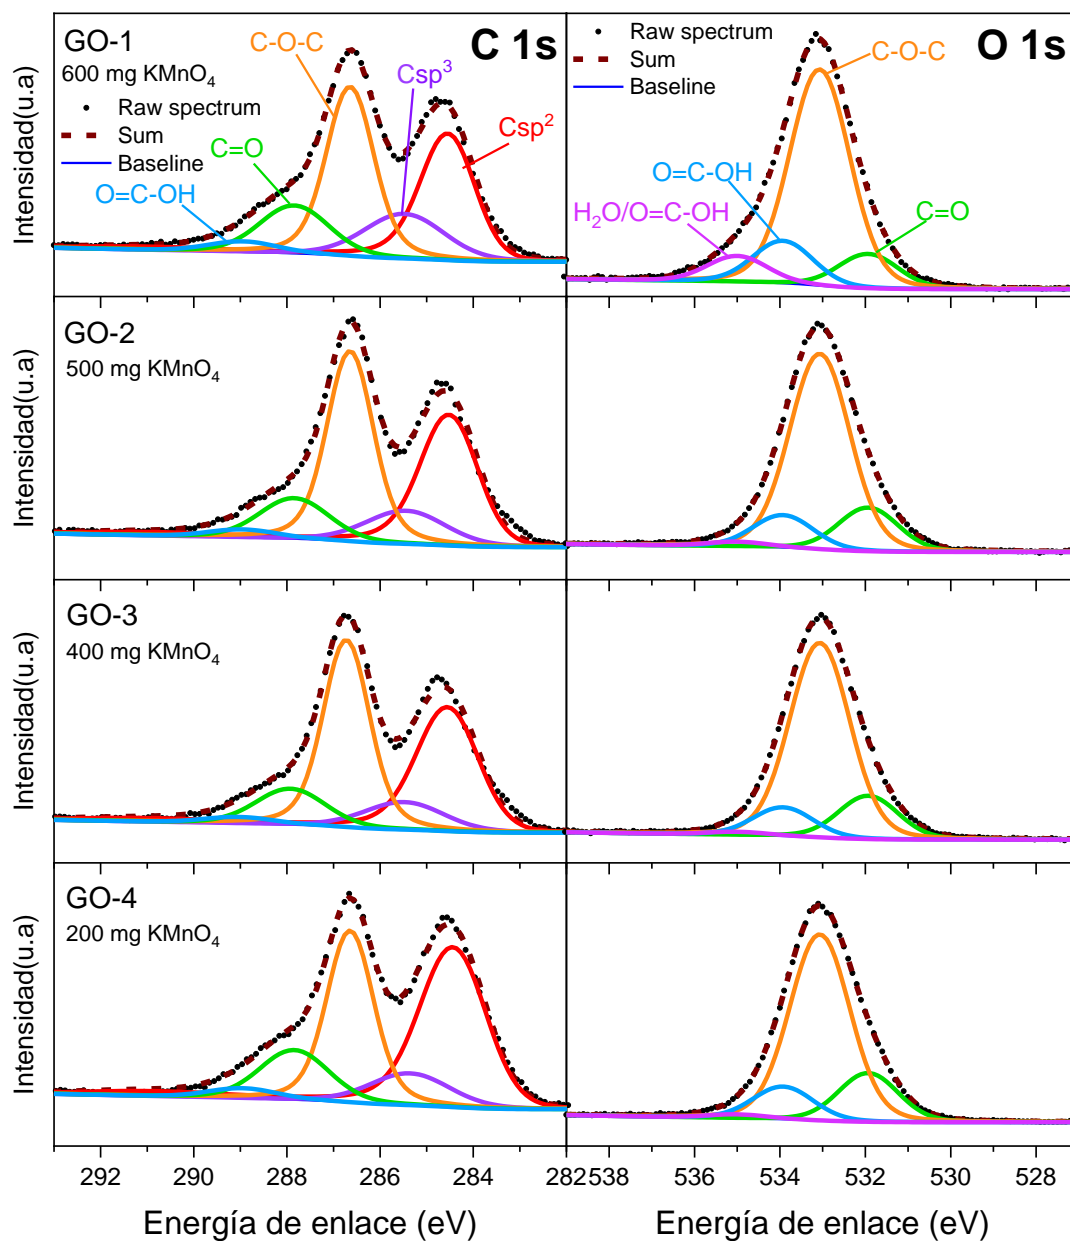 GO-1
600 mg KMnO₄
Raw spectrum
Sum
Baseline
C-O-C
Csp³
Csp²
C=O
O=C-OH
C 1s
Intensidad(u.a)
Raw spectrum
Sum
Baseline
O 1s
C-O-C
O=C-OH
H₂O/O=C-OH
C=O
GO-2
500 mg KMnO₄
Intensidad(u.a)
GO-3
400 mg KMnO₄
Intensidad(u.a)
GO-4
200 mg KMnO₄
Intensidad(u.a)
292 290 288 286 284 282 538 536 534 532 530 528
Energía de enlace (eV) Energía de enlace (eV)